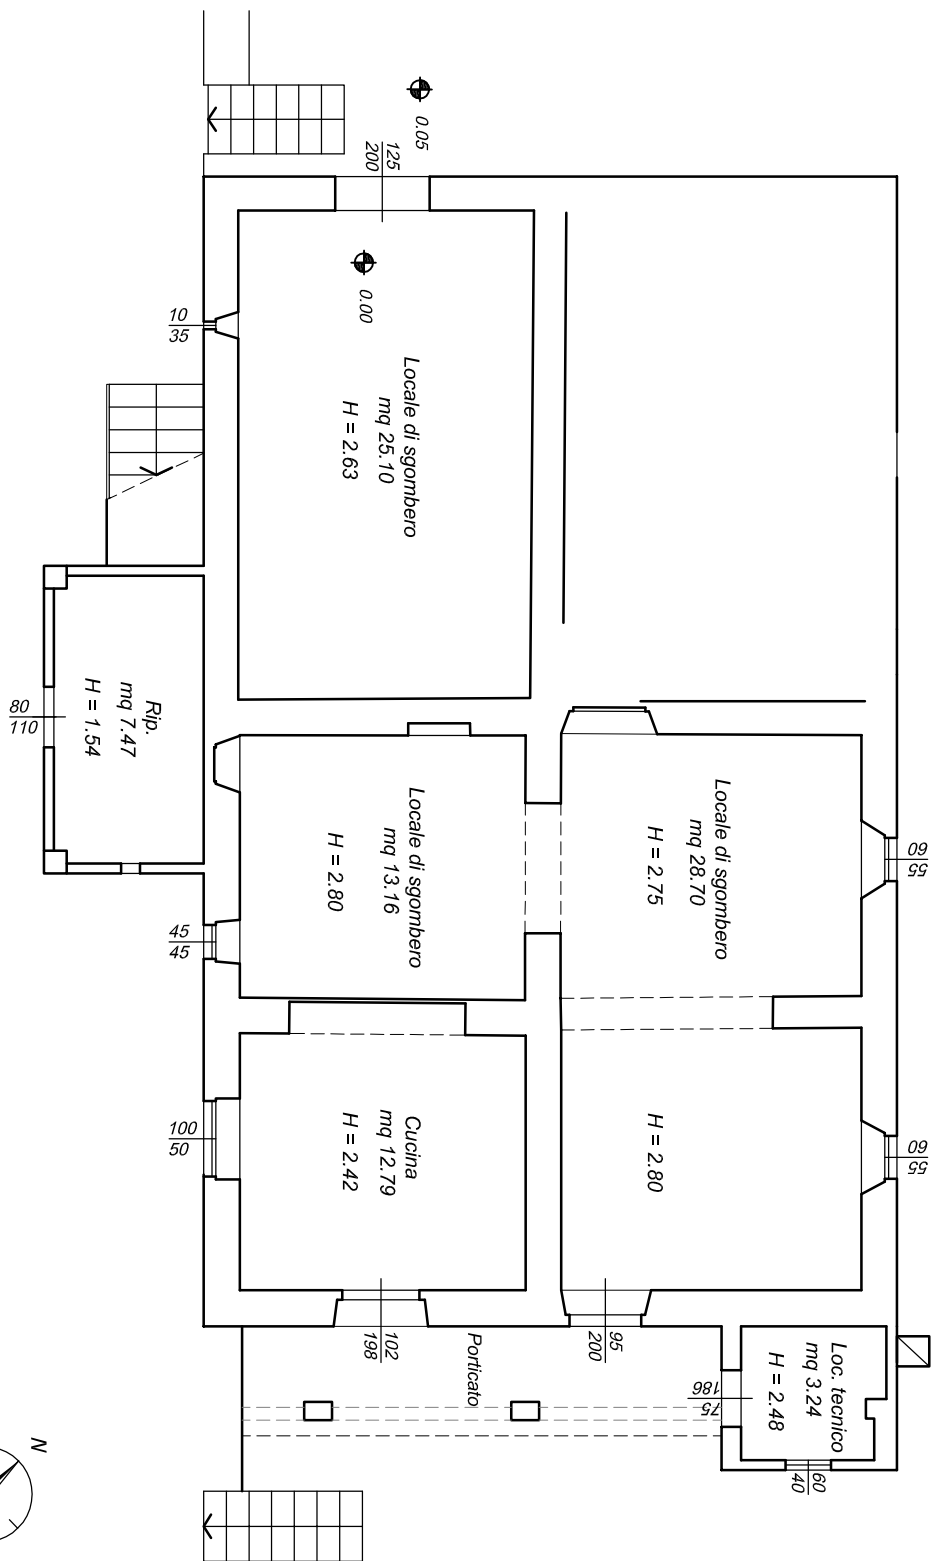 0.05
125
200
0.00
10
35
Locale di sgombero
mq 25.10
H = 2.63
Rip.
mq 7.47
H = 1.54
80
110
Locale di sgombero
mq 13.16
H = 2.80
Locale di sgombero
mq 28.70
H = 2.75
60
55
45
45
Cucina
mq 12.79
H = 2.42
H = 2.80
60
55
100
50
102
198
95
200
Porticato
Loc. tecnico
mq 3.24
H = 2.48
75
186
60
40
N